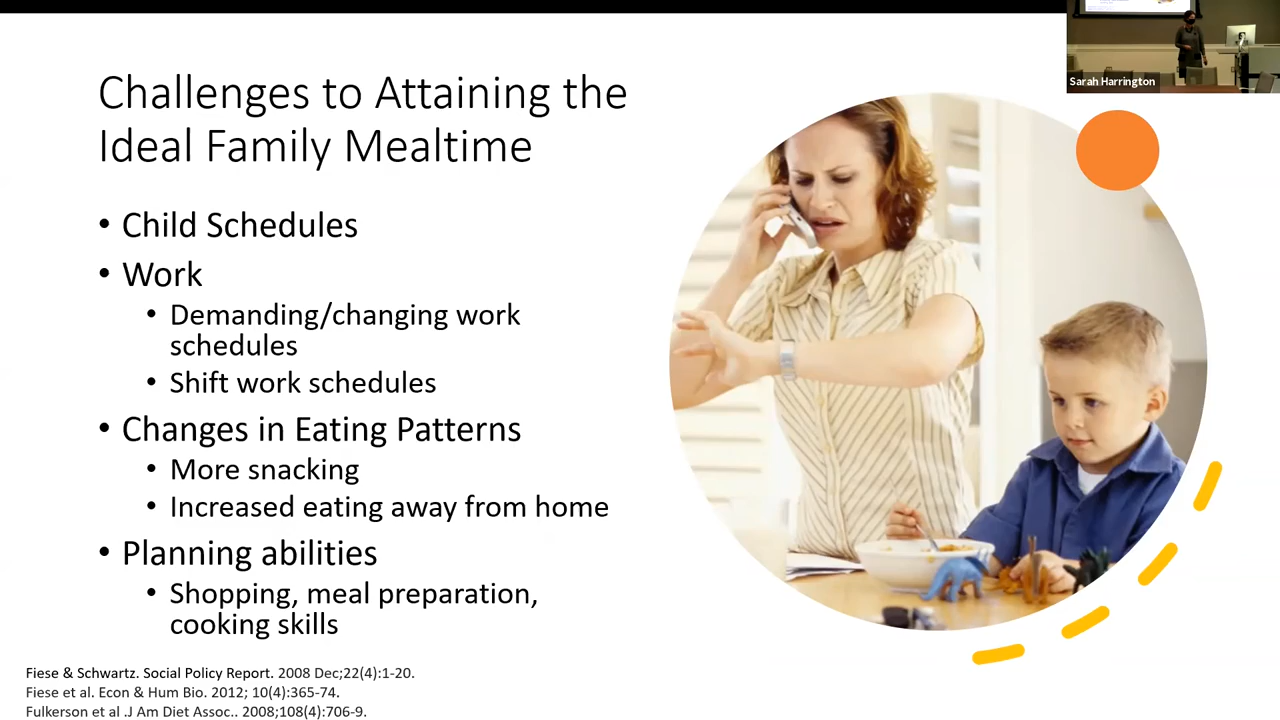 Challenges to Attaining the
Ideal Family Mealtime
• Child Schedules
• Work
• Demanding/changing work
schedules
• Shift work schedules
• Changes in Eating Patterns
• More snacking
• Increased eating away from home
• Planning abilities
• Shopping, meal preparation,
cooking skills
Fiese & Schwartz. Social Policy Report. 2008 Dec;22(4):1-20.
Fiese et al. Econ & Hum Bio. 2012; 10(4):365-74.
Fulkerson et al .J Am Diet Assoc.. 2008;108(4):706-9.
Sarah Harrington